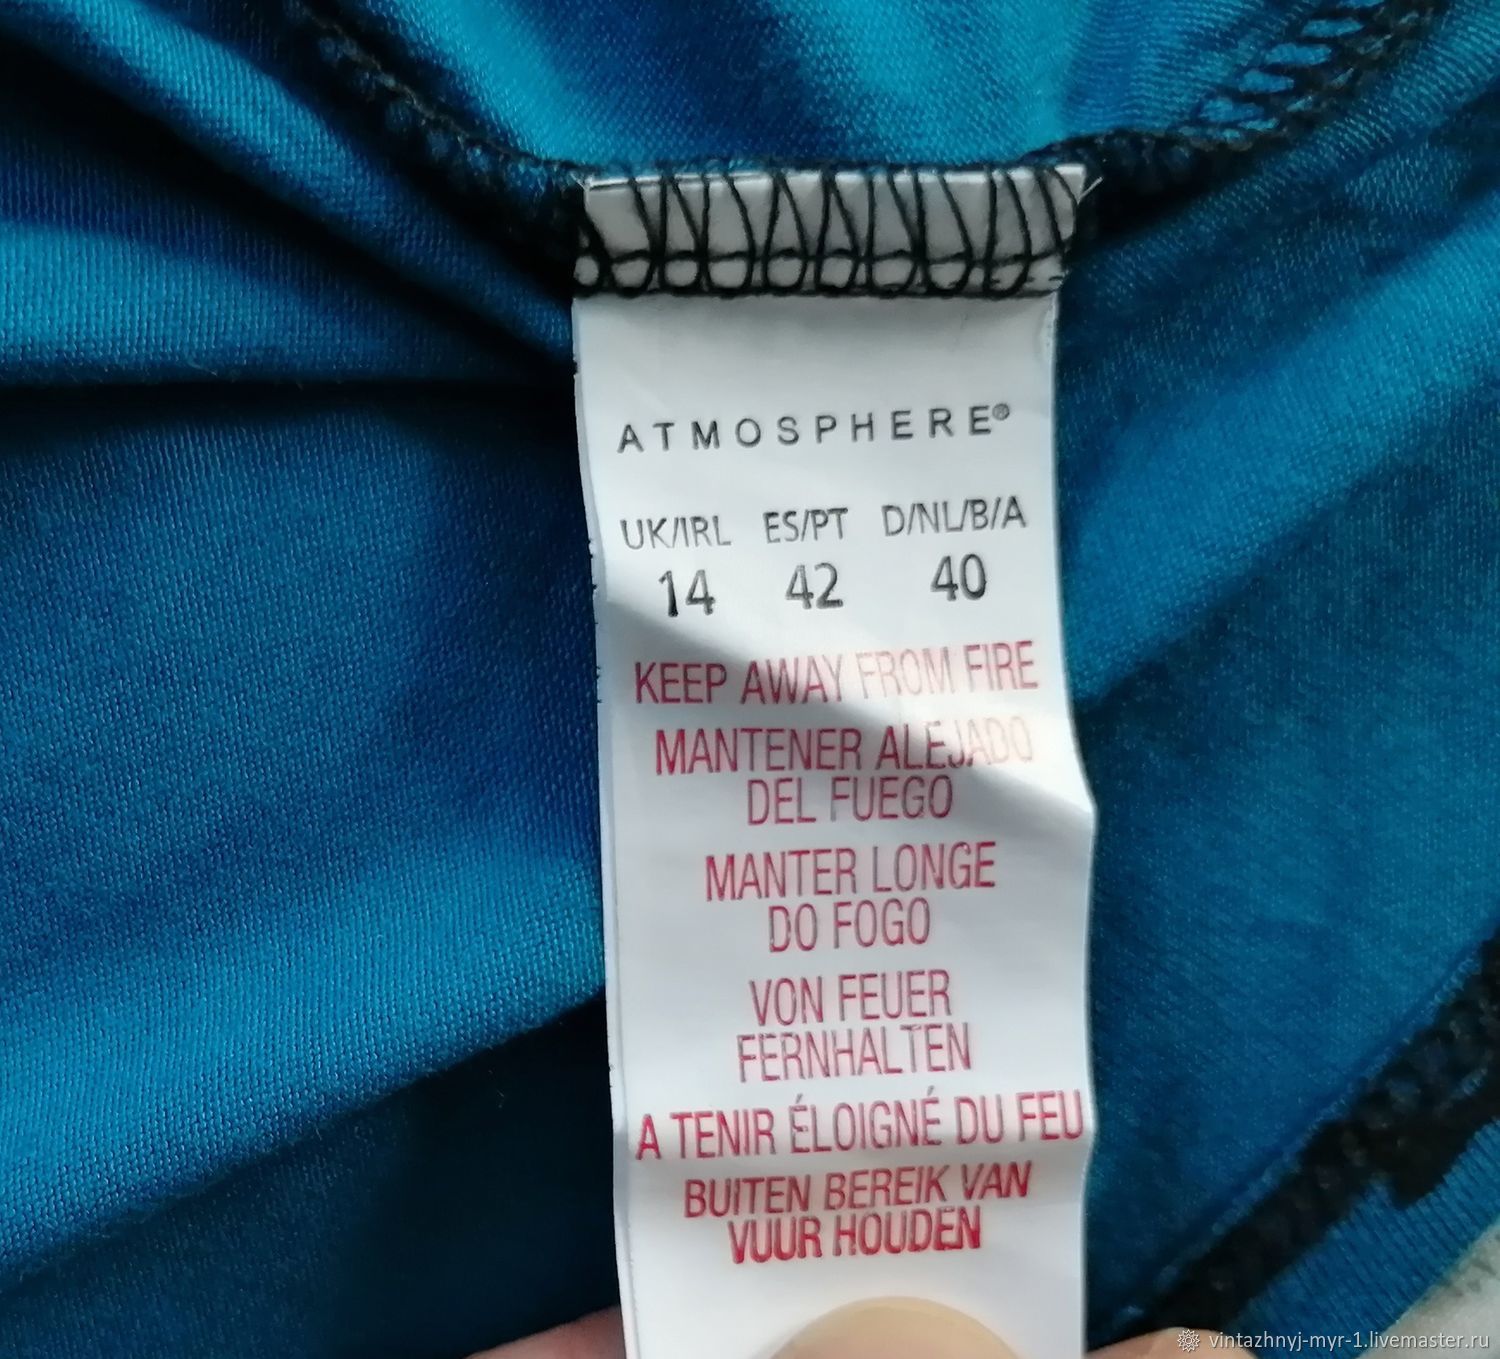 ATMOSPHERE®
UK/IRL ES/PT D/NL/B/A
14 42 40
KEEP AWAY FROM FIRE
MANTENER ALEJADO
DEL FUEGO
MANTER LONGE
DO FOGO
VON FEUER
FERNHALTEN
A TENIR ÉLOIGNÉ DU FEU
BUITEN BEREIK VAN
VUUR HOUDEN
vintazhnyj-myr-1.livemaster.ru